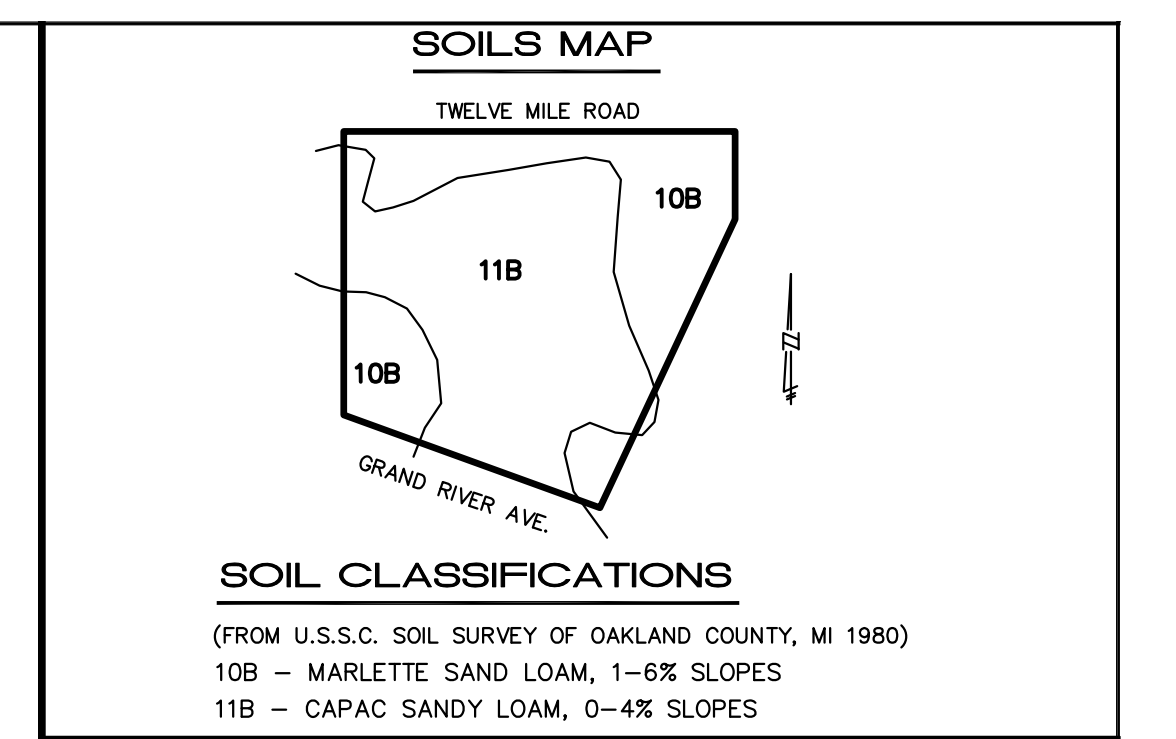 SOILS MAP
TWELVE MILE ROAD
10B
11B
N
10B
GRAND RIVER AVE.
SOIL CLASSIFICATIONS
(FROM U.S.S.C. SOIL SURVEY OF OAKLAND COUNTY, MI 1980)
10B – MARLETTE SAND LOAM, 1–6% SLOPES
11B – CAPAC SANDY LOAM, 0–4% SLOPES